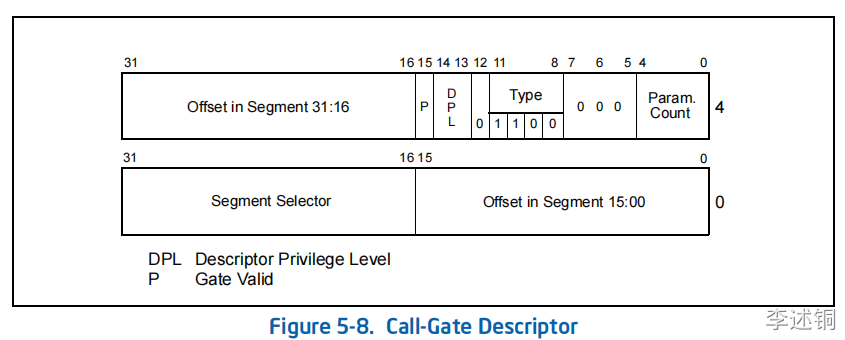 31 16 15 14 13 12 11 8 7 6 5 4 0
Offset in Segment 31:16 P DPL 0 Type 1 1 0 0 0 0 0 Param. Count 4
31 16 15 0
Segment Selector Offset in Segment 15:00 0
DPL Descriptor Privilege Level
P Gate Valid
Figure 5-8. Call-Gate Descriptor
李述铜